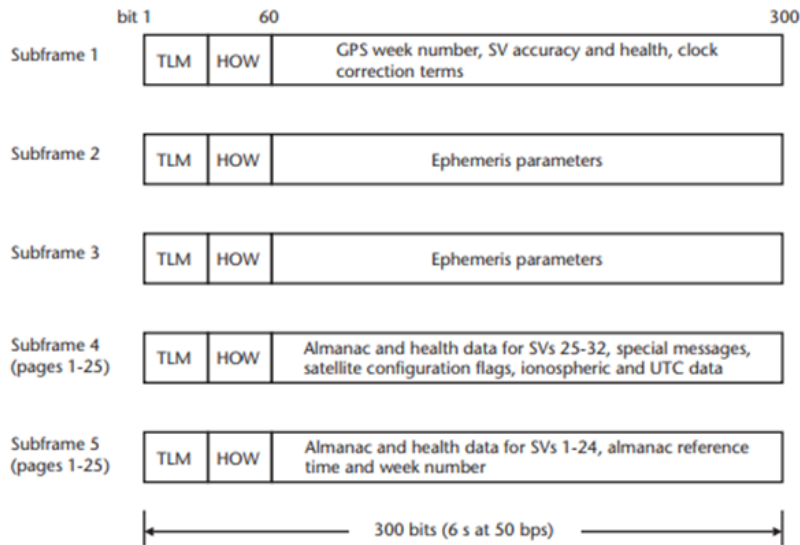 bit 1 60 300
Subframe 1
TLM HOW GPS week number, SV accuracy and health, clock
correction terms
Subframe 2
TLM HOW Ephemeris parameters
Subframe 3
TLM HOW Ephemeris parameters
Subframe 4
(pages 1-25)
TLM HOW Almanac and health data for SVs 25-32, special messages,
satellite configuration flags, ionospheric and UTC data
Subframe 5
(pages 1-25)
TLM HOW Almanac and health data for SVs 1-24, almanac reference
time and week number
300 bits (6 s at 50 bps)